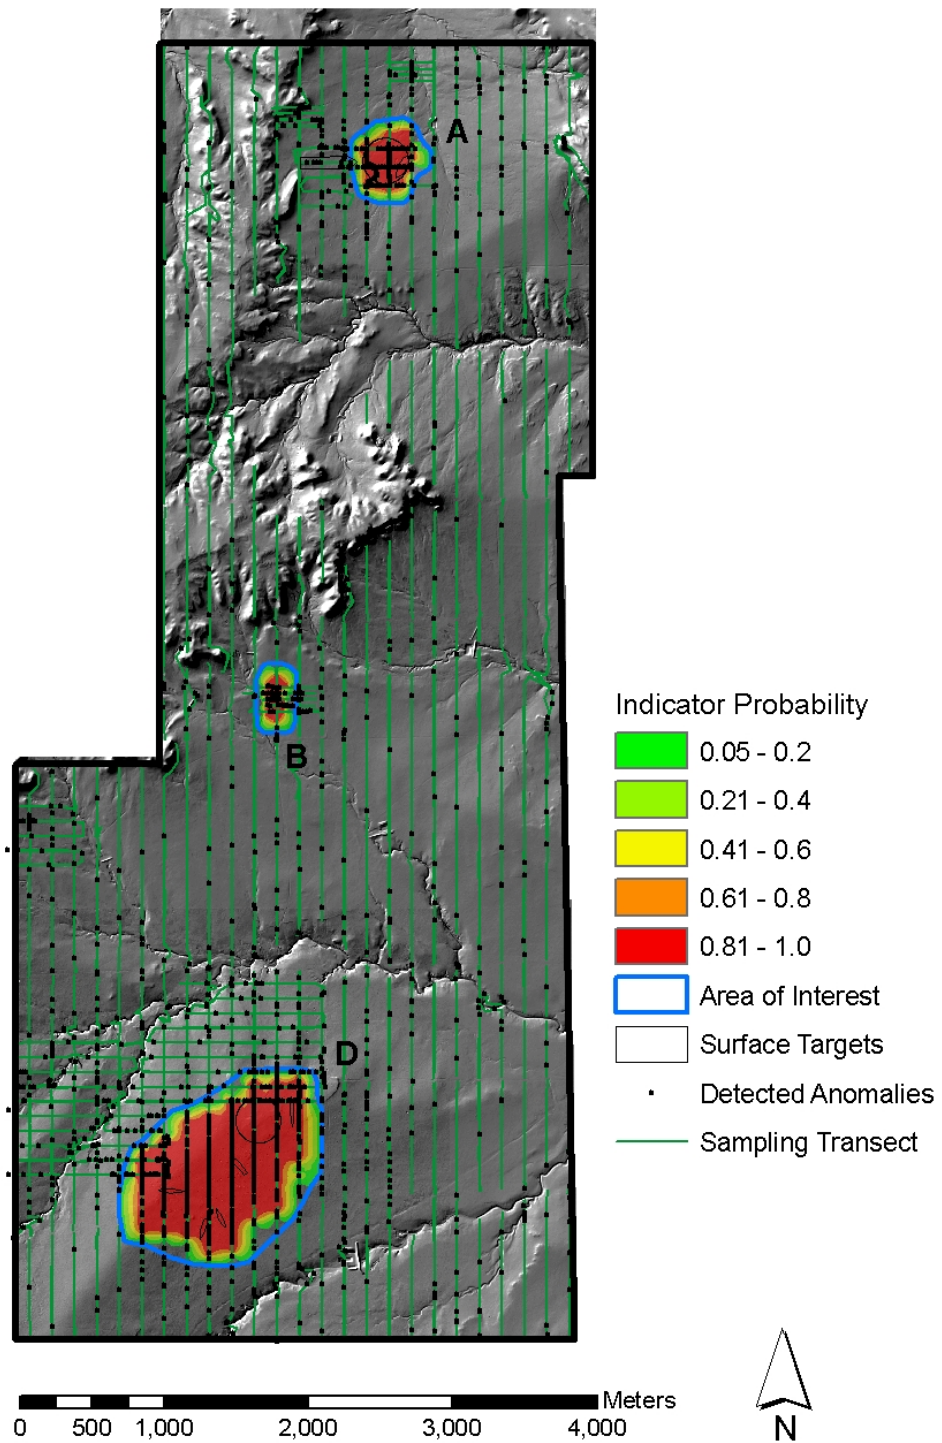 A
B
D
Indicator Probability
0.05 - 0.2
0.21 - 0.4
0.41 - 0.6
0.61 - 0.8
0.81 - 1.0
Area of Interest
Surface Targets
Detected Anomalies
Sampling Transect
Meters
0 500 1,000 2,000 3,000 4,000
N